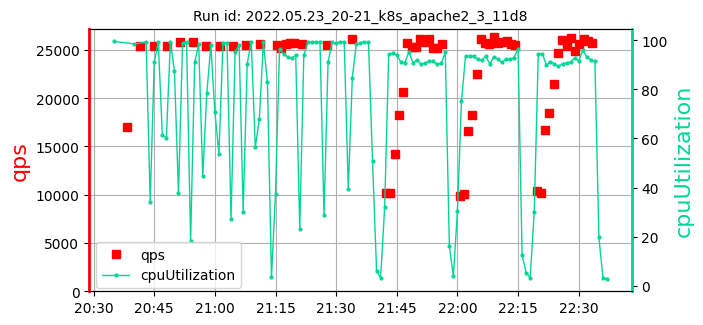 Run id: 2022.05.23_20-21_k8s_apache2_3_11d8
25000
20000
15000
10000
5000
0
qps
100
80
60
40
20
0
cpuUtilization
qps
cpuUtilization
20:30 20:45 21:00 21:15 21:30 21:45 22:00 22:15 22:30